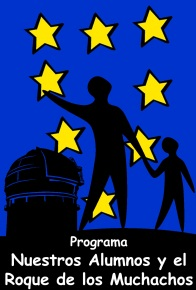 Programa
Nuestros Alumnos y el
Roque de los Muchachos